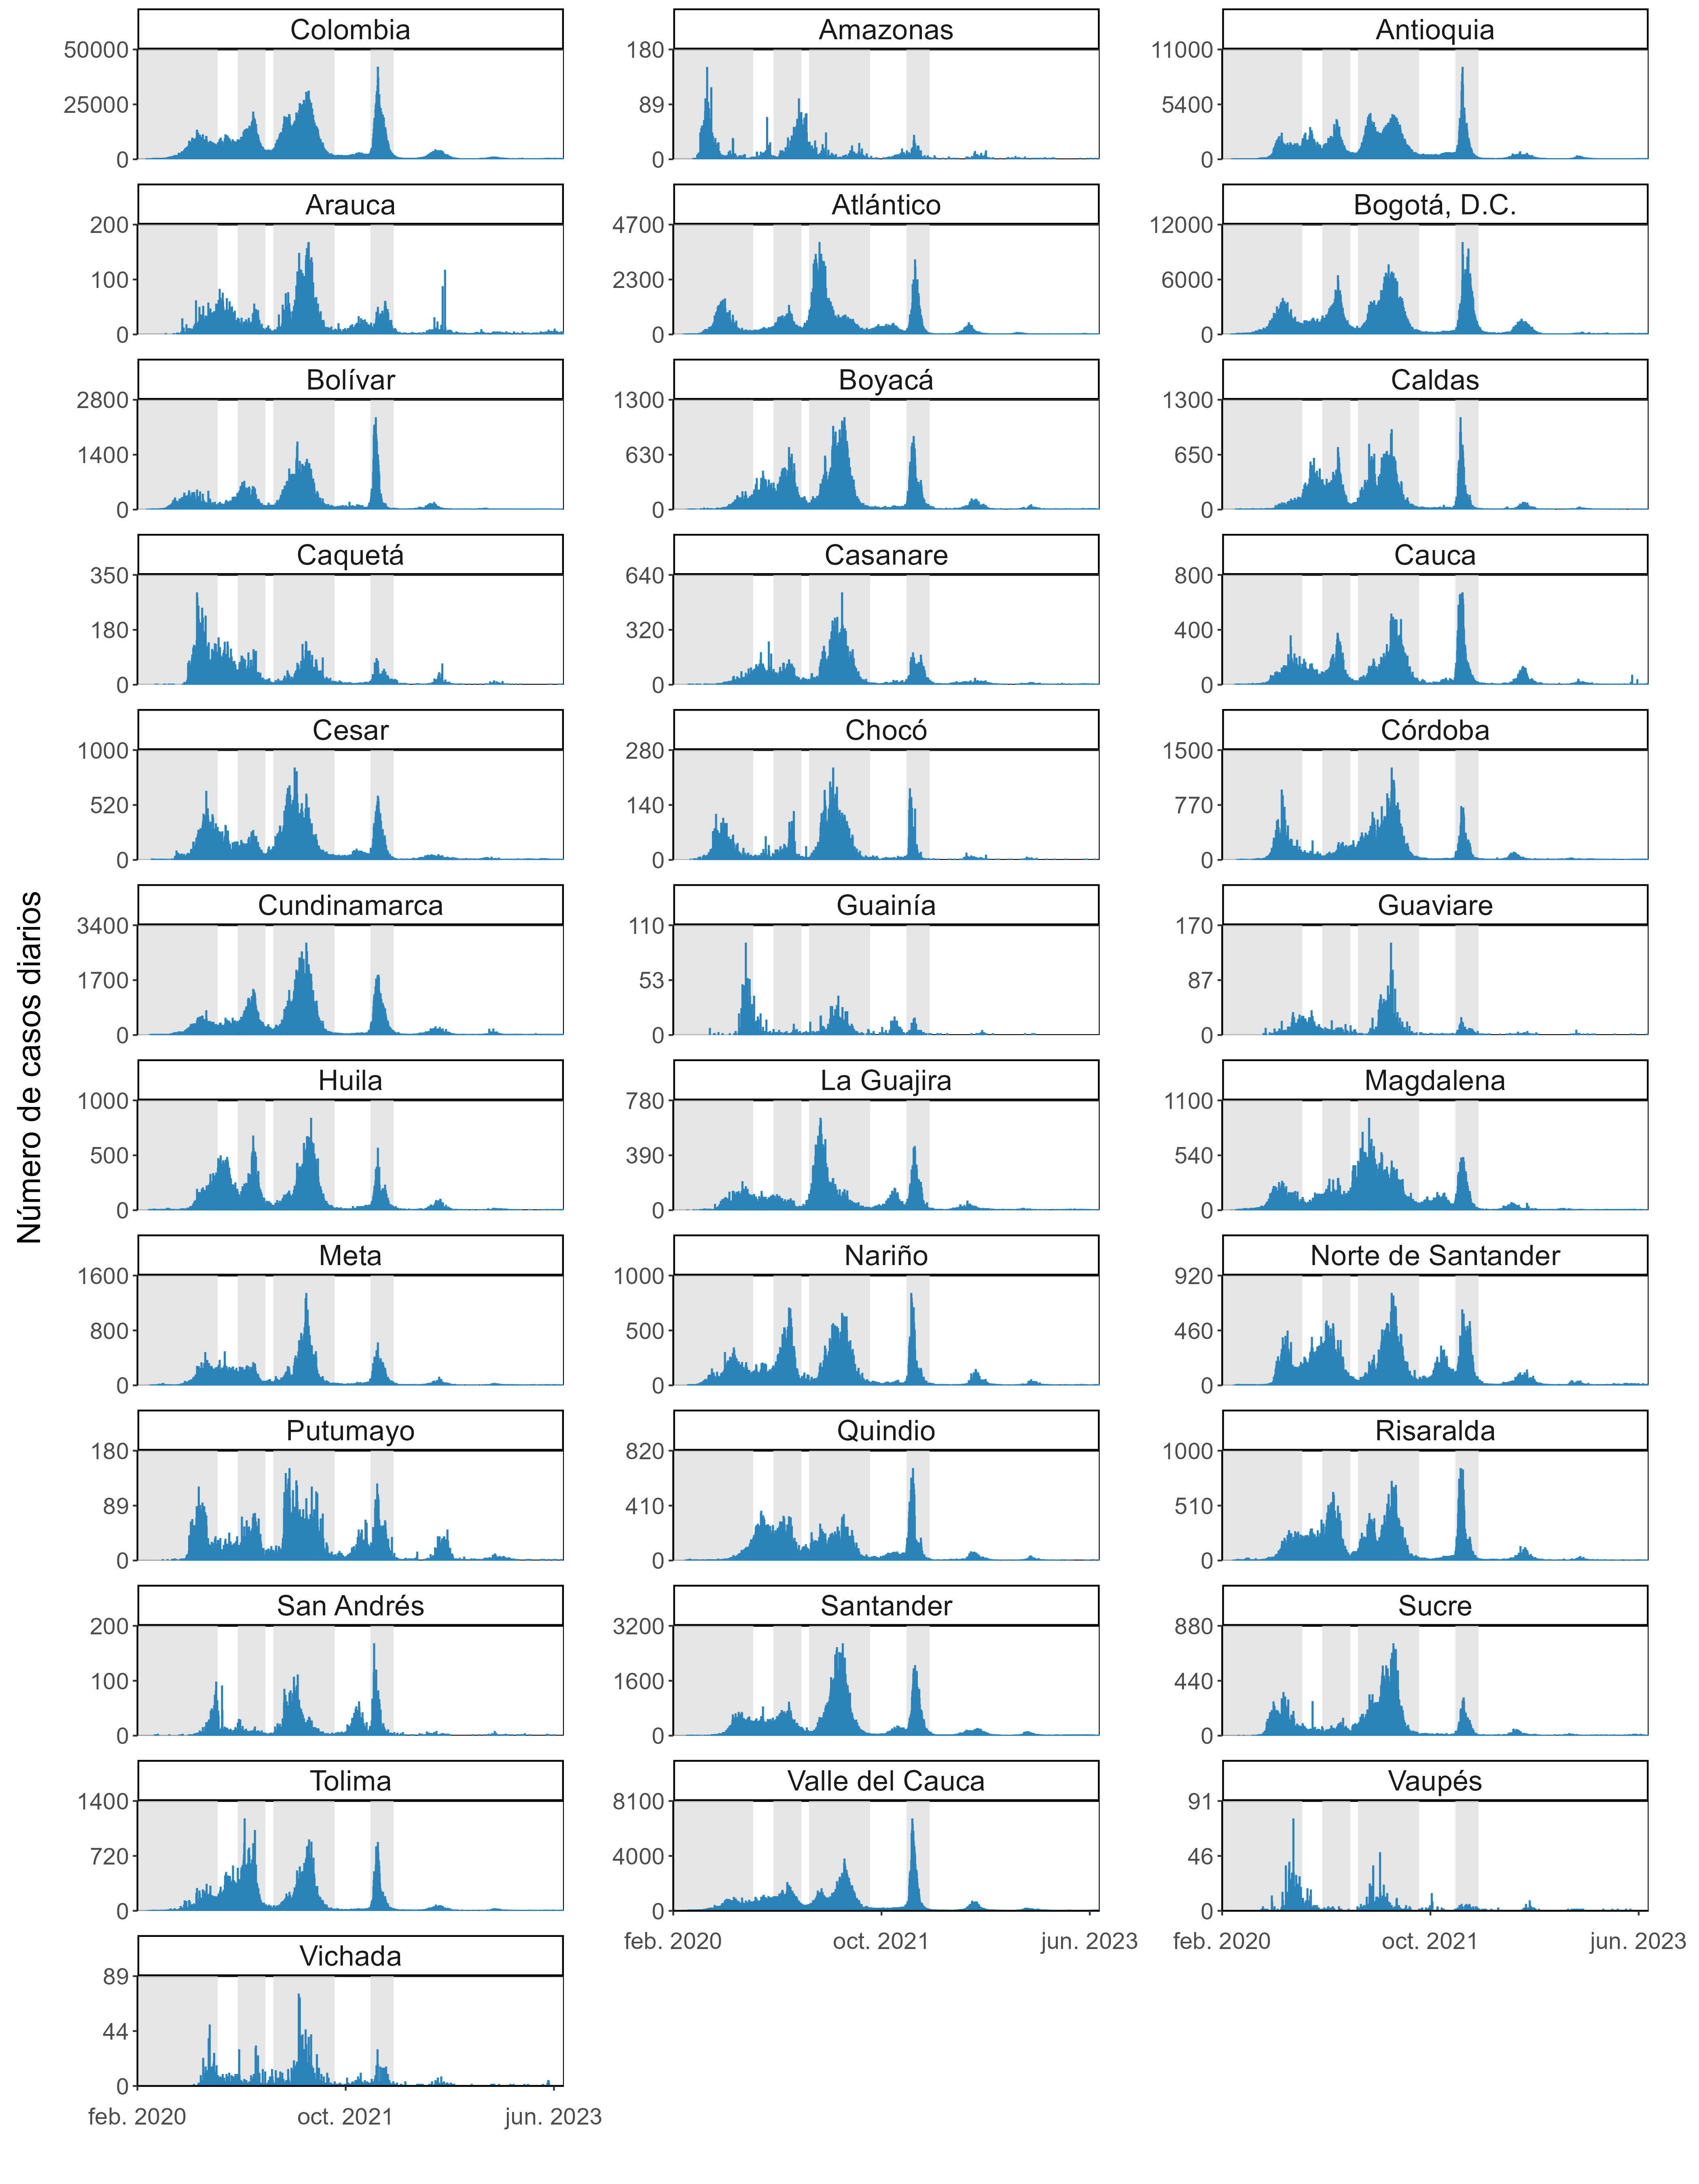 Número de casos diarios
Colombia
50000
25000
0
Amazonas
180
89
0
Antioquia
11000
5400
0
Arauca
200
100
0
Atlántico
4700
2300
0
Bogotá, D.C.
12000
6000
0
Bolívar
2800
1400
0
Boyacá
1300
630
0
Caldas
1300
650
0
Caquetá
350
180
0
Casanare
640
320
0
Cauca
800
400
0
Cesar
1000
520
0
Chocó
280
140
0
Córdoba
1500
770
0
Cundinamarca
3400
1700
0
Guainía
110
53
0
Guaviare
170
87
0
Huila
1000
500
0
La Guajira
780
390
0
Magdalena
1100
540
0
Meta
1600
800
0
Nariño
1000
500
0
Norte de Santander
920
460
0
Putumayo
180
89
0
Quindio
820
410
0
Risaralda
1000
510
0
San Andrés
200
100
0
Santander
3200
1600
0
Sucre
880
440
0
Tolima
1400
720
0
Valle del Cauca
8100
4000
0
feb. 2020 oct. 2021 jun. 2023
Vaupés
91
46
0
feb. 2020 oct. 2021 jun. 2023
Vichada
89
44
0
feb. 2020 oct. 2021 jun. 2023